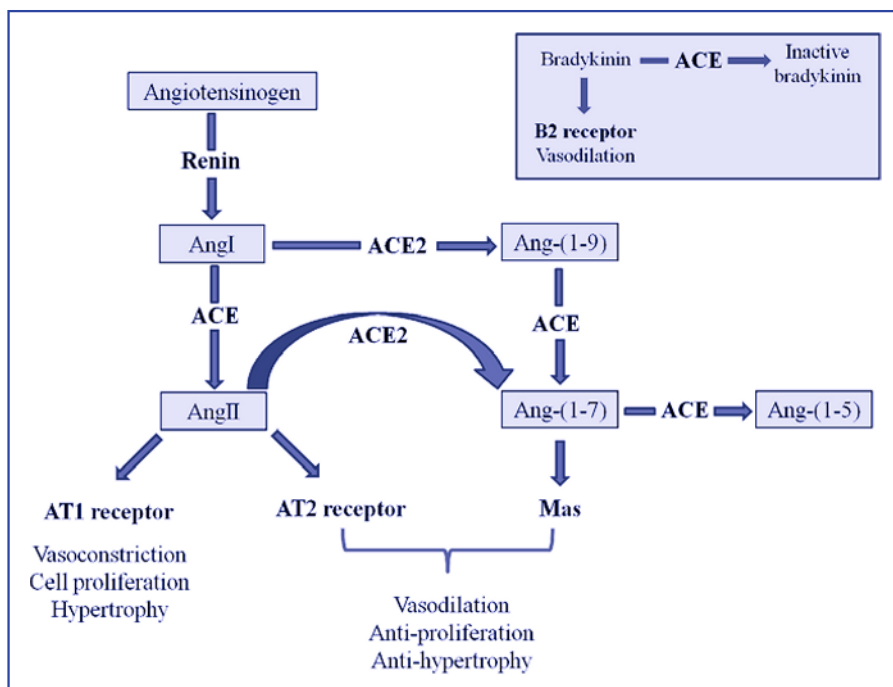 Angiotensinogen
Renin
AngI
ACE2
Ang-(1-9)
ACE
ACE
ACE2
AngII
Ang-(1-7)
ACE
Ang-(1-5)
AT1 receptor
AT2 receptor
Mas
Vasoconstriction
Cell proliferation
Hypertrophy
Vasodilation
Anti-proliferation
Anti-hypertrophy
Bradykinin
ACE
Inactive
bradykinin
B2 receptor
Vasodilation